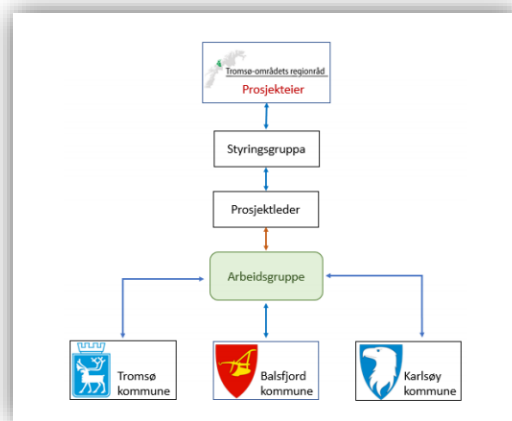 Tromsø-områdets regionråd
Prosjekteier
Styringsgruppa
Prosjektleder
Arbeidsgruppe
Tromsø
kommune
Balsfjord
kommune
Karlsøy
kommune